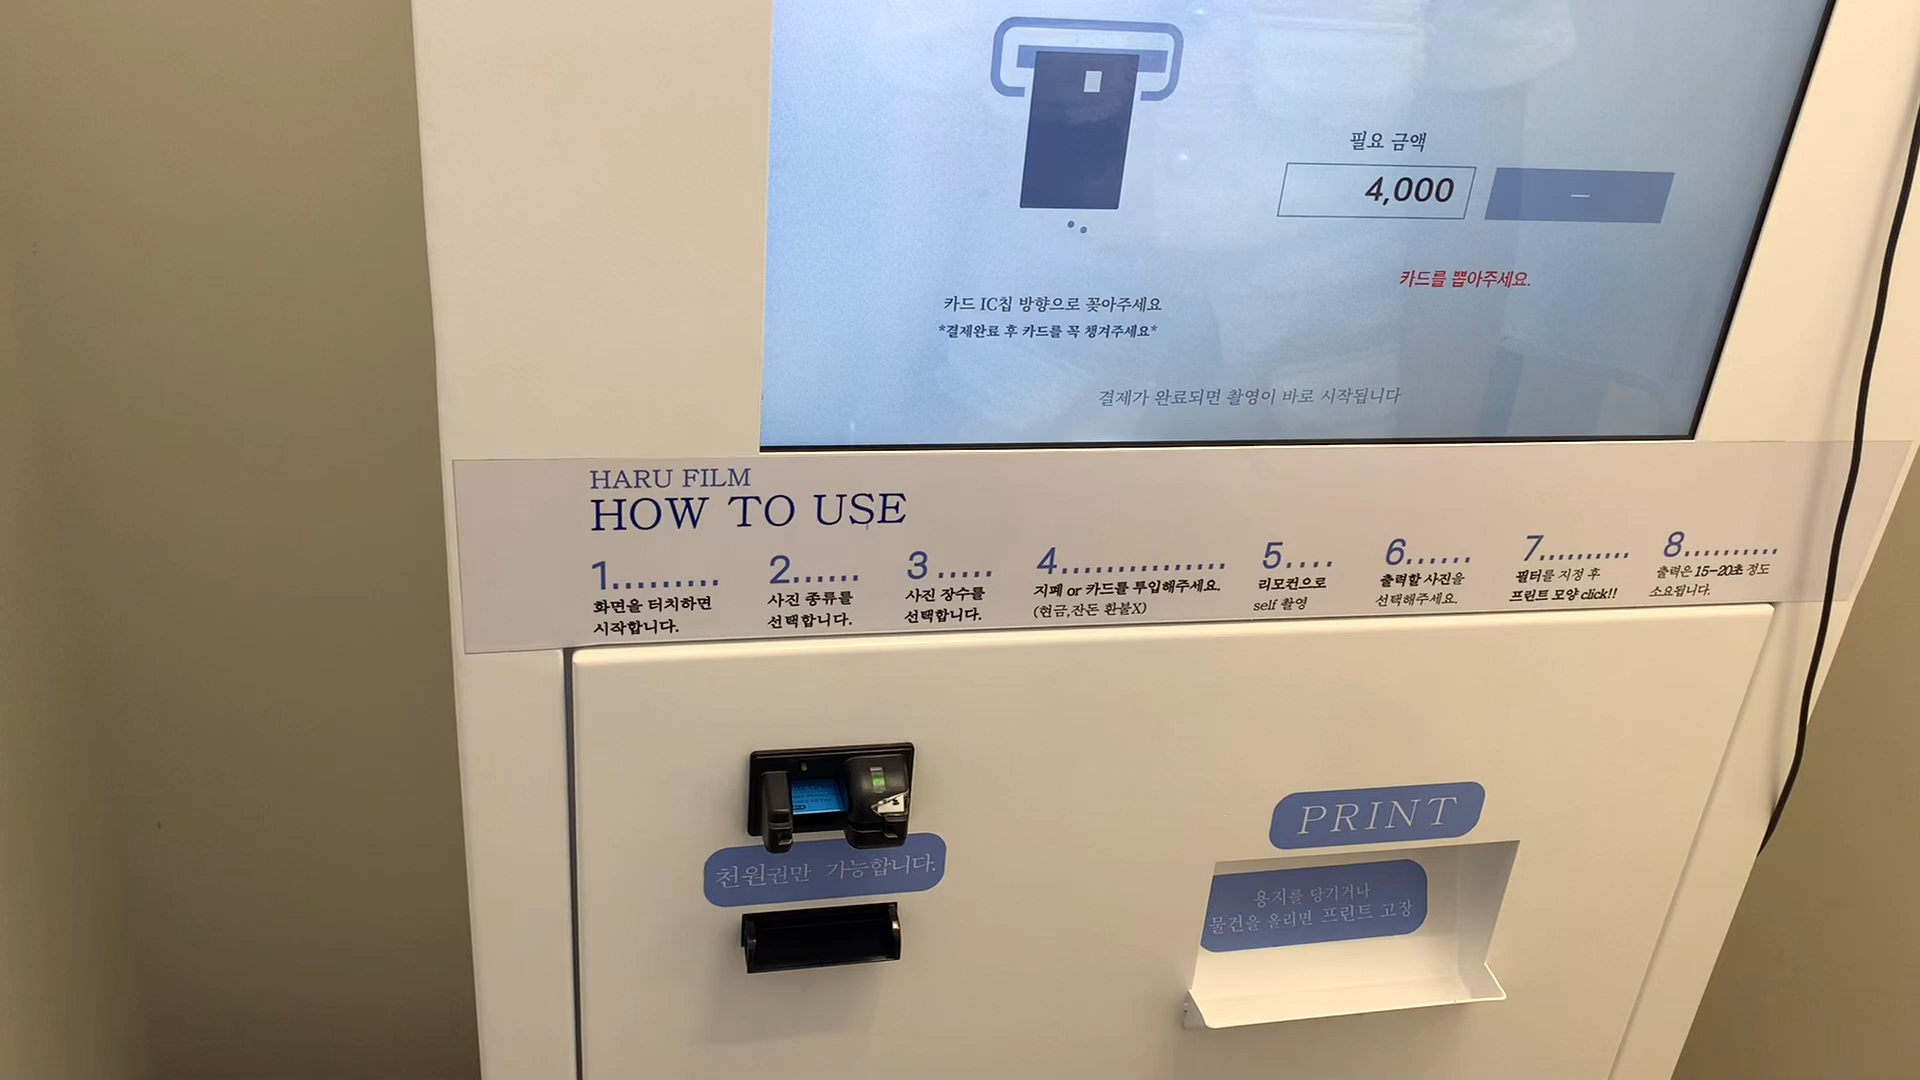 필요 금액
4,000
카드를 뽑아주세요.
카드 IC칩 방향으로 꽂아주세요
*결제완료 후 카드를 꼭 챙겨주세요*
결제가 완료되면 촬영이 바로 시작됩니다
HARU FILM
HOW TO USE
1..........
화면을 터치하면
시작합니다.
2......
사진 종류를
선택합니다.
3.....
사진 장수를
선택합니다.
4...............
지폐 or 카드를 투입해주세요.
(현금,잔돈 환불X)
5....
리모컨으로
self 촬영
6......
출력할 사진을
선택해주세요.
7..........
필터를 지정 후
프린트 모양 click!!
8..........
출력은 15-20초 정도
소요됩니다.
천원권만 가능합니다.
PRINT
용지를 당기거나
물건을 올리면 프린트 고장